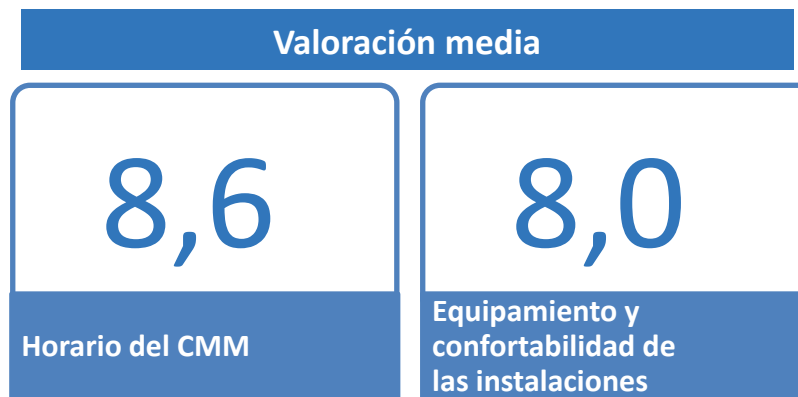 Valoración media
8,6
8,0
Horario del CMM
Equipamiento y
confortabilidad de
las instalaciones